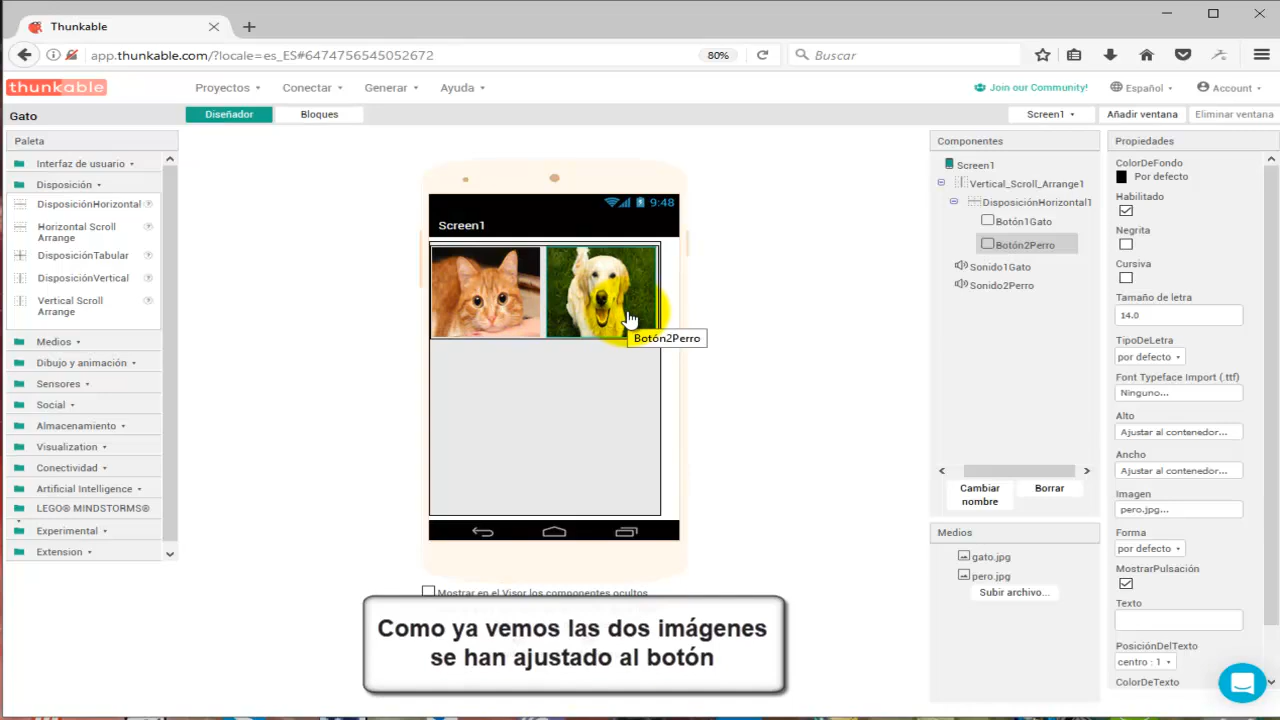 Thunkable
app.thunkable.com/?locale=es_ES#6474756545052672
80%
Buscar
thunkable
Proyectos
Conectar
Generar
Ayuda
Join our Community!
Español
Account
Gato
Diseñador
Bloques
Screen1
Añadir ventana
Eliminar ventana
Paleta
Interfaz de usuario
Disposición
DisposiciónHorizontal
Horizontal Scroll
Arrange
DisposiciónTabular
DisposiciónVertical
Vertical Scroll
Arrange
Medios
Dibujo y animación
Sensores
Social
Almacenamiento
Visualization
Conectividad
Artificial Intelligence
LEGO® MINDSTORMS®
Experimental
Extension
9:48
Screen1
Botón2Perro
Mostrar en el Visor los componentes ocultos
Como ya vemos las dos imágenes
se han ajustado al botón
Componentes
Screen1
Vertical_Scroll_Arrange1
DisposiciónHorizontal1
Botón1Gato
Botón2Perro
Sonido1Gato
Sonido2Perro
Cambiar
nombre
Borrar
Medios
gato.jpg
pero.jpg
Subir archivo...
Propiedades
ColorDeFondo
Por defecto
Habilitado
Negrita
Cursiva
Tamaño de letra
14.0
TipoDeLetra
por defecto
Font Typeface Import (.ttf)
Ninguno...
Alto
Ajustar al contenedor...
Ancho
Ajustar al contenedor...
Imagen
pero.jpg...
Forma
por defecto
MostrarPulsación
Texto
PosiciónDelTexto
centro : 1
ColorDeTexto